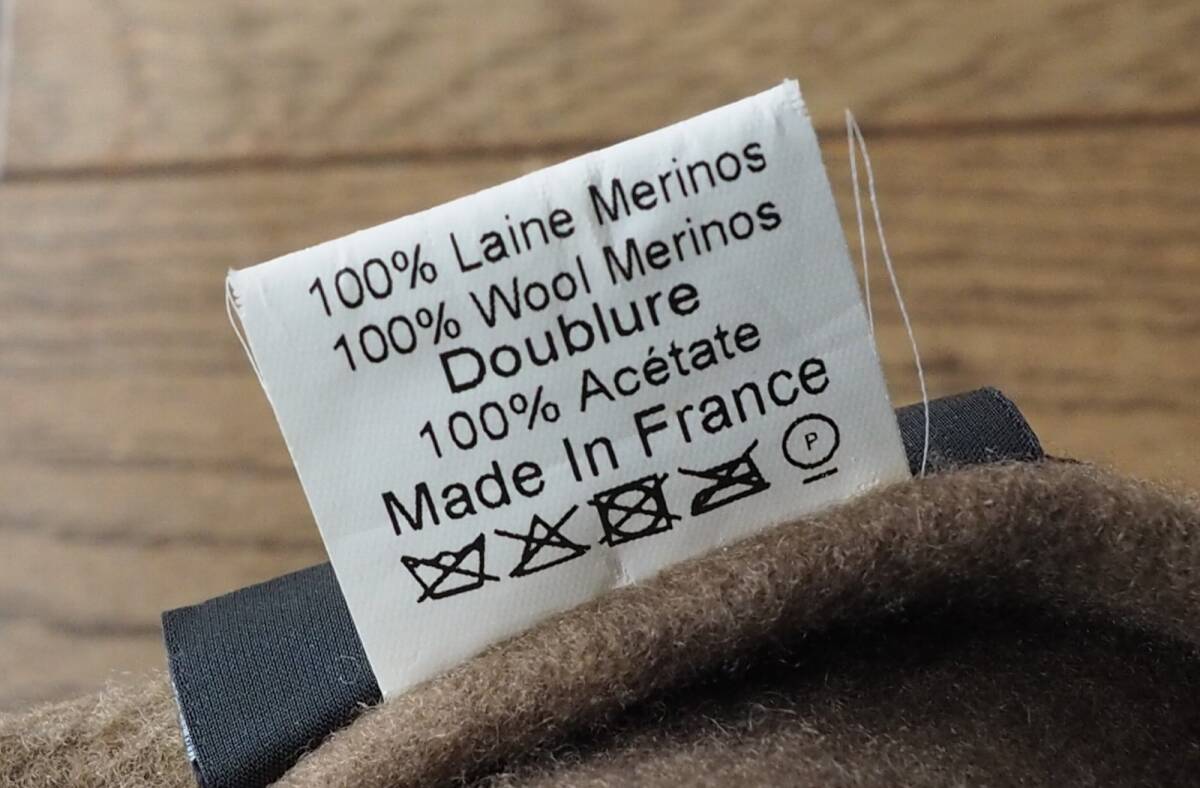 100% Laine Merinos
100% Wool Merinos
Doublure
100% Acétate
Made In France
P